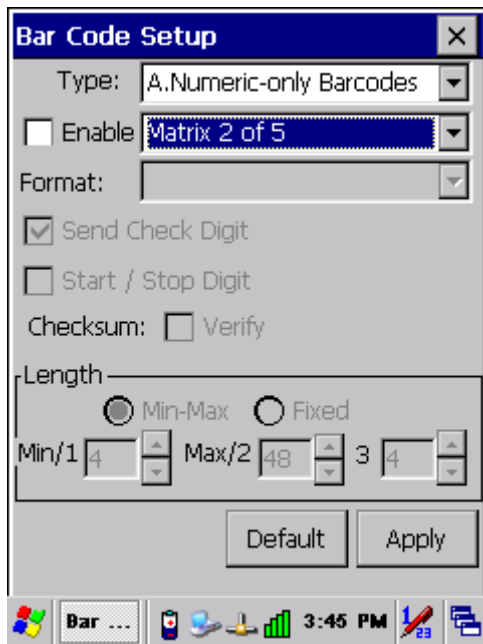 Bar Code Setup
Type: A.Numeric-only Barcodes
Enable Matrix 2 of 5
Format:
Send Check Digit
Start / Stop Digit
Checksum: Verify
Length
Min-Max Fixed
Min/1 4 Max/2 48 3 4
Default Apply
Bar ... 3:45 PM 1 23